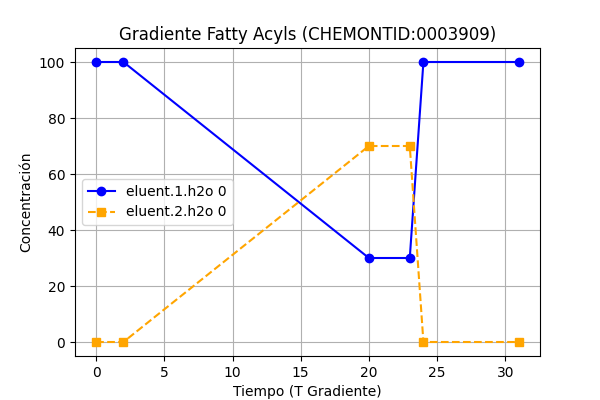 Gradiente Fatty Acyls (CHEMONTID:0003909)
Concentración
100
80
60
40
20
0
eluent.1.h2o 0
eluent.2.h2o 0
0 5 10 15 20 25 30
Tiempo (T Gradiente)